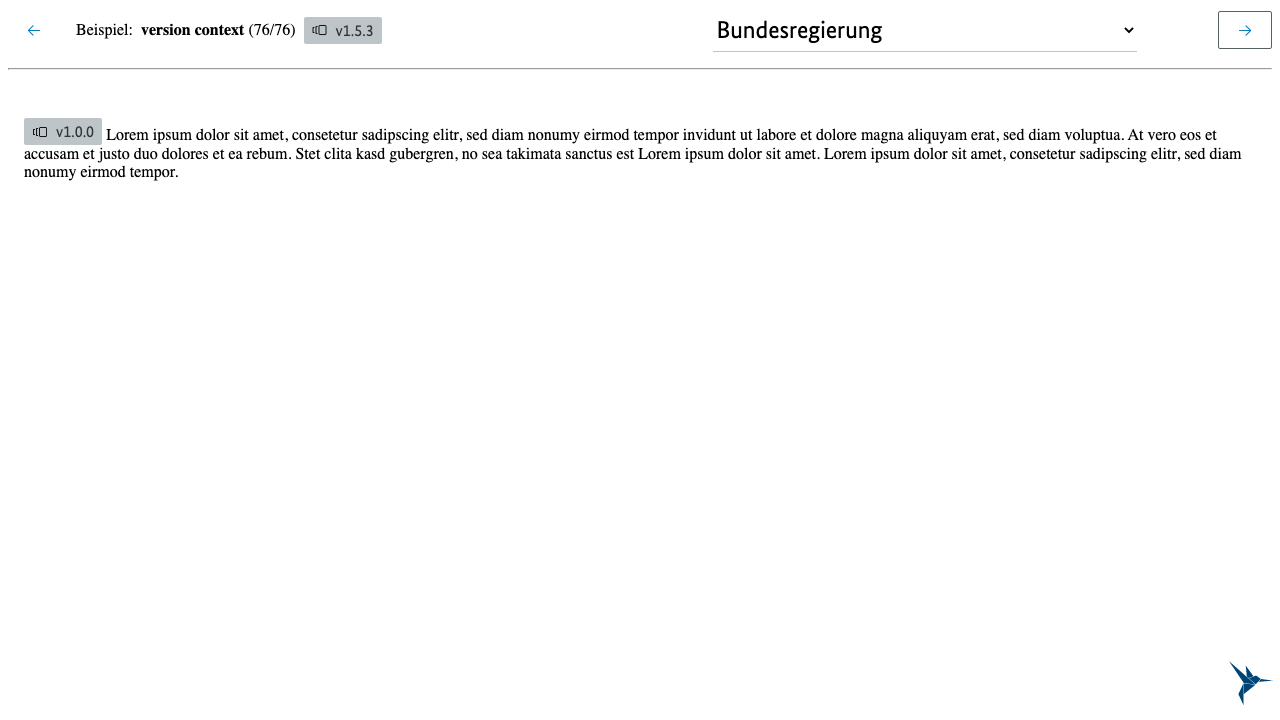 Beispiel: version context (76/76) v1.5.3 Bundesregierung
v1.0.0 Lorem ipsum dolor sit amet, consetetur sadipscing elitr, sed diam nonumy eirmod tempor invidunt ut labore et dolore magna aliquyam erat, sed diam voluptua. At vero eos et
accusam et justo duo dolores et ea rebum. Stet clita kasd gubergren, no sea takimata sanctus est Lorem ipsum dolor sit amet. Lorem ipsum dolor sit amet, consetetur sadipscing elitr, sed diam
nonumy eirmod tempor.